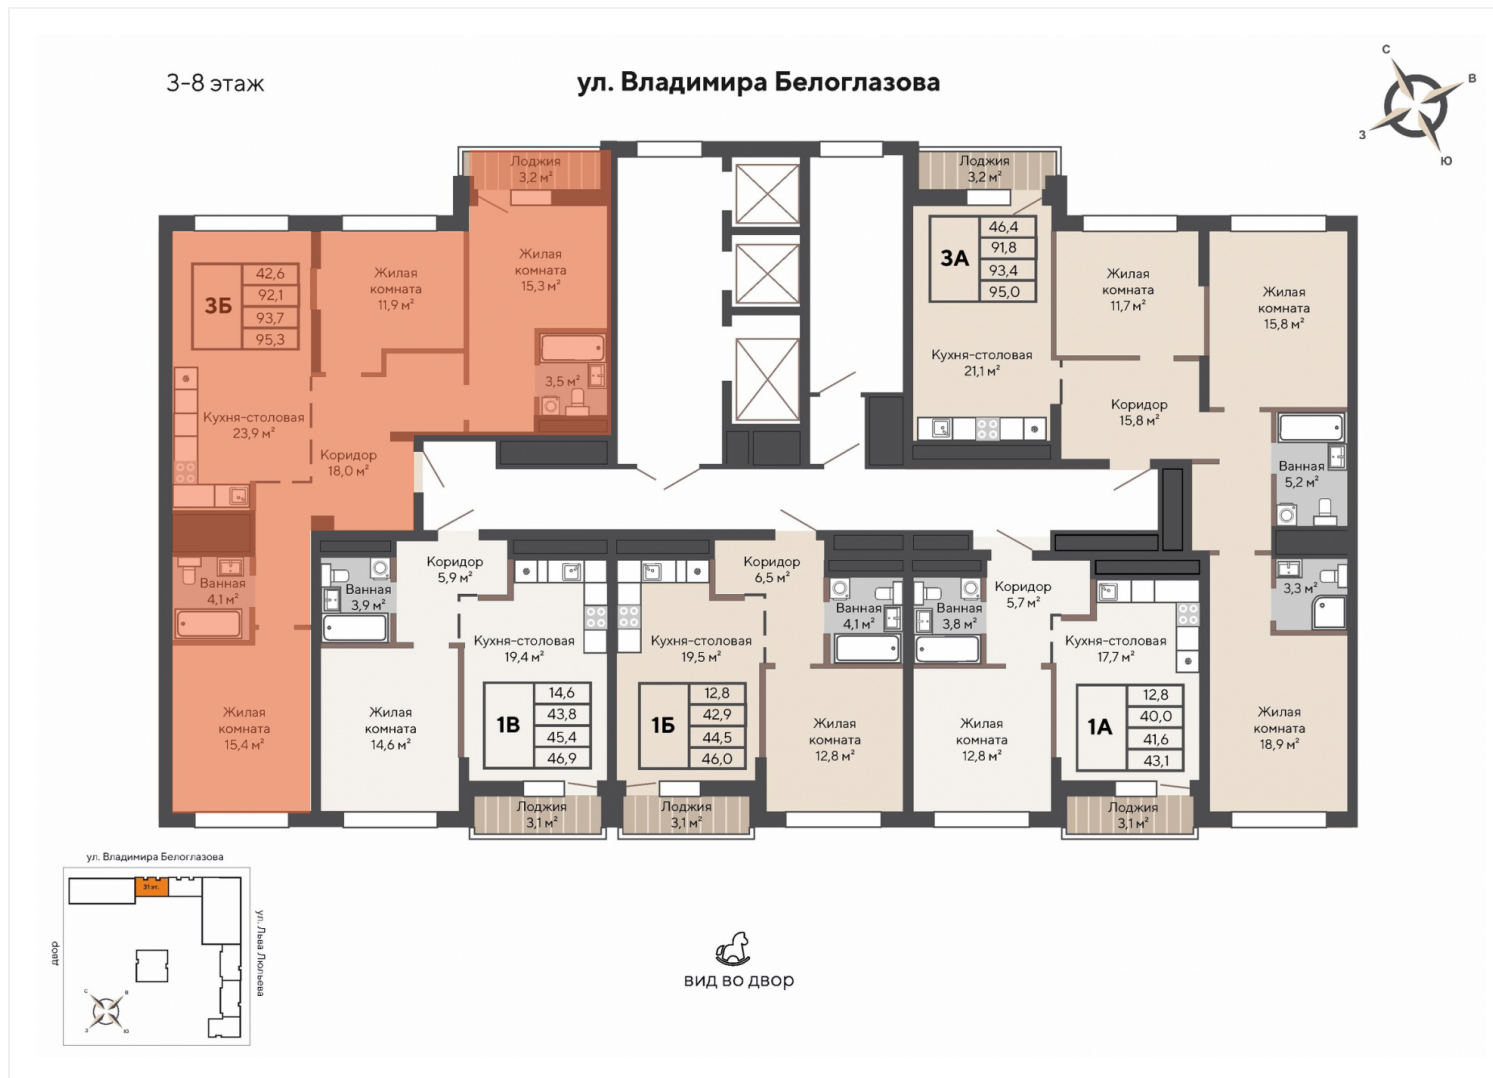 3-8 этаж
ул. Владимира Белоглазова
С
В
З
Ю
Лоджия
3,2 м²
Лоджия
3,2 м²
3Б
42,6
92,1
93,7
95,3
Жилая
комната
11,9 м²
Жилая
комната
15,3 м²
3А
46,4
91,8
93,4
95,0
Жилая
комната
11,7 м²
Жилая
комната
15,8 м²
3,5 м²
Кухня-столовая
21,1 м²
Кухня-столовая
23,9 м²
Коридор
15,8 м²
Коридор
18,0 м²
Ванная
5,2 м²
Ванная
4,1 м²
Ванная
3,9 м²
Коридор
5,9 м²
Коридор
6,5 м²
Ванная
4,1 м²
Ванная
3,8 м²
Коридор
5,7 м²
3,3 м²
Кухня-столовая
19,4 м²
Кухня-столовая
19,5 м²
Кухня-столовая
17,7 м²
Жилая
комната
15,4 м²
Жилая
комната
14,6 м²
1В
14,6
43,8
45,4
46,9
1Б
12,8
42,9
44,5
46,0
Жилая
комната
12,8 м²
Жилая
комната
12,8 м²
1А
12,8
40,0
41,6
43,1
Жилая
комната
18,9 м²
Лоджия
3,1 м²
Лоджия
3,1 м²
Лоджия
3,1 м²
ул. Владимира Белоглазова
31 эт.
двор
ул. Льва Люльева
С
В
З
Ю
вид во двор